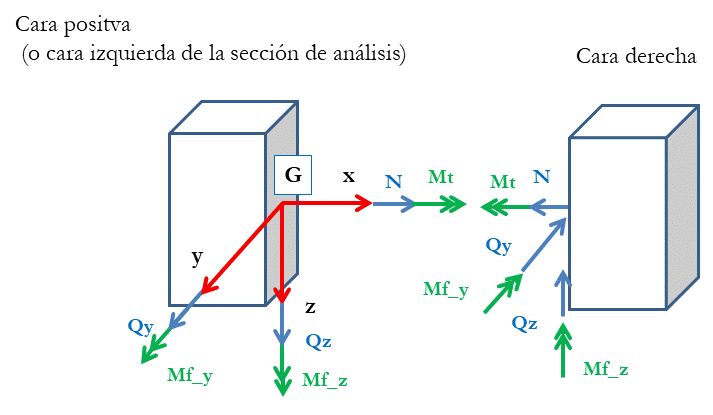 Cara positva
(o cara izquierda de la sección de análisis)
Cara derecha
G
x
N
Mt
Mt
N
y
Qy
Mf_y
z
Qz
Mf_z
Qy
Mf_y
Qz
Mf_z